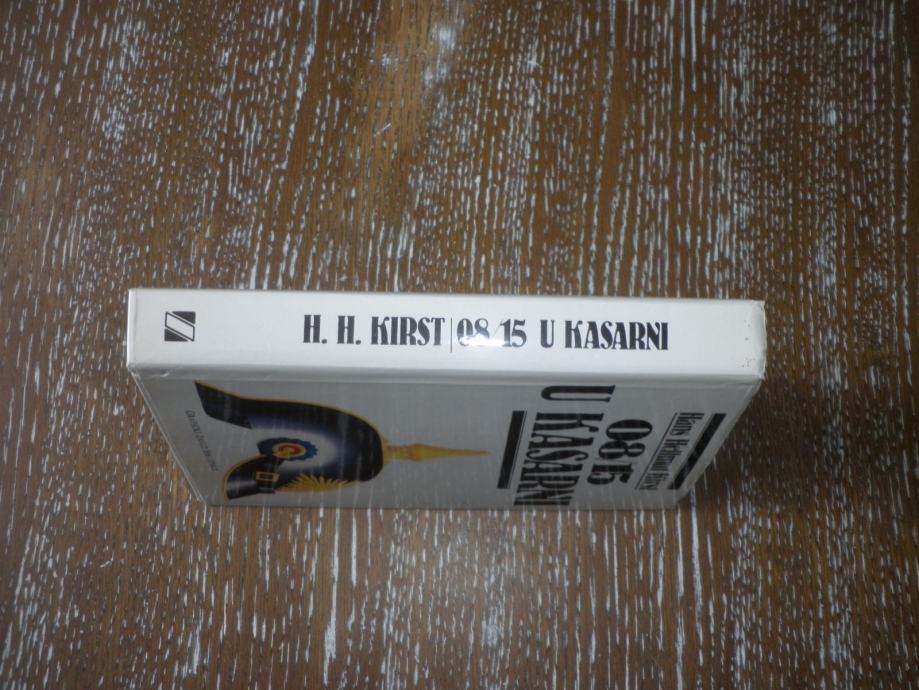 H. H. KIRST | 08/15 U KASARNI
Hans Hellmut Kirst
08/15
U KASARNI